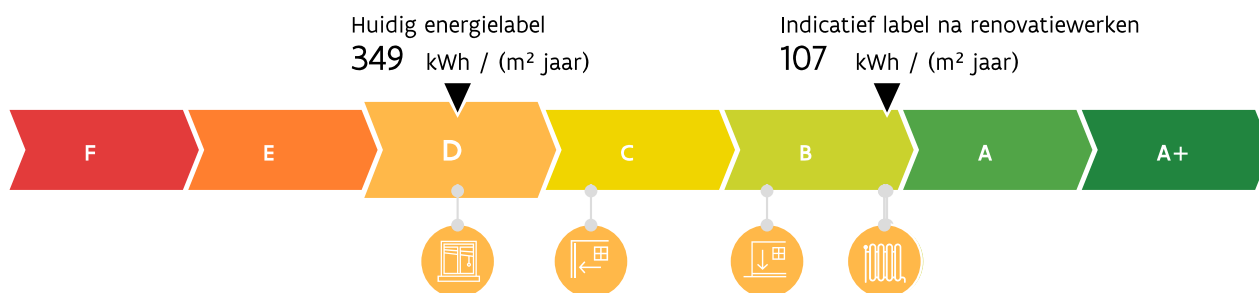 Huidig energielabel
349 kWh / (m² jaar)
Indicatief label na renovatiewerken
107 kWh / (m² jaar)
F E D C B A A+